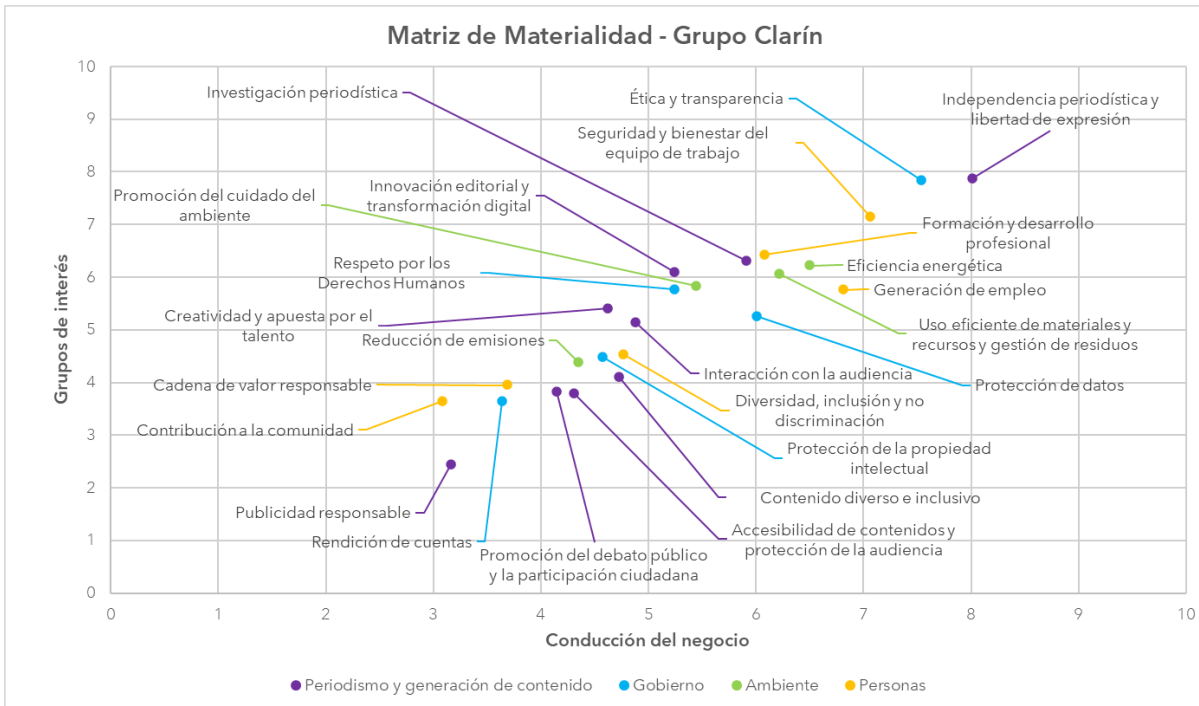 Matriz de Materialidad - Grupo Clarín
Grupos de interés
10
9
8
7
6
5
4
3
2
1
0
Investigación periodística
Ética y transparencia
Independencia periodística y
libertad de expresión
Seguridad y bienestar del
equipo de trabajo
Innovación editorial y
transformación digital
Promoción del cuidado del
ambiente
Formación y desarrollo
profesional
Respeto por los
Derechos Humanos
Eficiencia energética
Generación de empleo
Creatividad y apuesta por el
talento
Uso eficiente de materiales y
recursos y gestión de residuos
Reducción de emisiones
Interacción con la audiencia
Protección de datos
Cadena de valor responsable
Diversidad, inclusión y no
discriminación
Contribución a la comunidad
Protección de la propiedad
intelectual
Publicidad responsable
Contenido diverso e inclusivo
Rendición de cuentas
Promoción del debato público
y la participación ciudadana
Accesibilidad de contenidos y
protección de la audiencia
0 1 2 3 4 5 6 7 8 9 10
Conducción del negocio
Periodismo y generación de contenido Gobierno Ambiente Personas